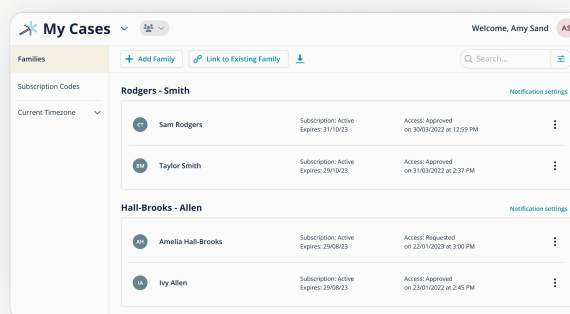 My Cases
Welcome, Amy Sand
AS
Families
Add Family
Link to Existing Family
Search...
Subscription Codes
Current Timezone
Rodgers - Smith
Notification settings
CT
Sam Rodgers
Subscription: Active
Expires: 31/10/23
Access: Approved
on 30/03/2022 at 12:59 PM
BM
Taylor Smith
Subscription: Active
Expires: 29/10/23
Access: Approved
on 31/03/2022 at 2:37 PM
Hall-Brooks - Allen
Notification settings
AH
Amelia Hall-Brooks
Subscription: Active
Expires: 29/08/23
Access: Requested
on 22/01/2023 at 3:00 PM
IA
Ivy Allen
Subscription: Active
Expires: 29/08/23
Access: Approved
on 23/01/2022 at 2:45 PM